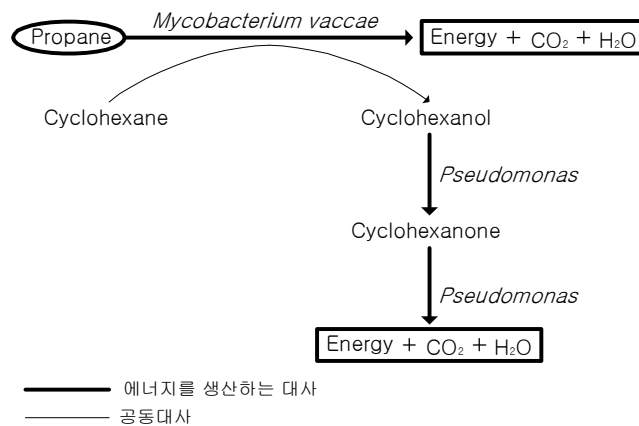 Mycobacterium vaccae
Propane
Energy + CO₂ + H₂O
Cyclohexane
Cyclohexanol
Pseudomonas
Cyclohexanone
Pseudomonas
Energy + CO₂ + H₂O
에너지를 생산하는 대사
공동대사